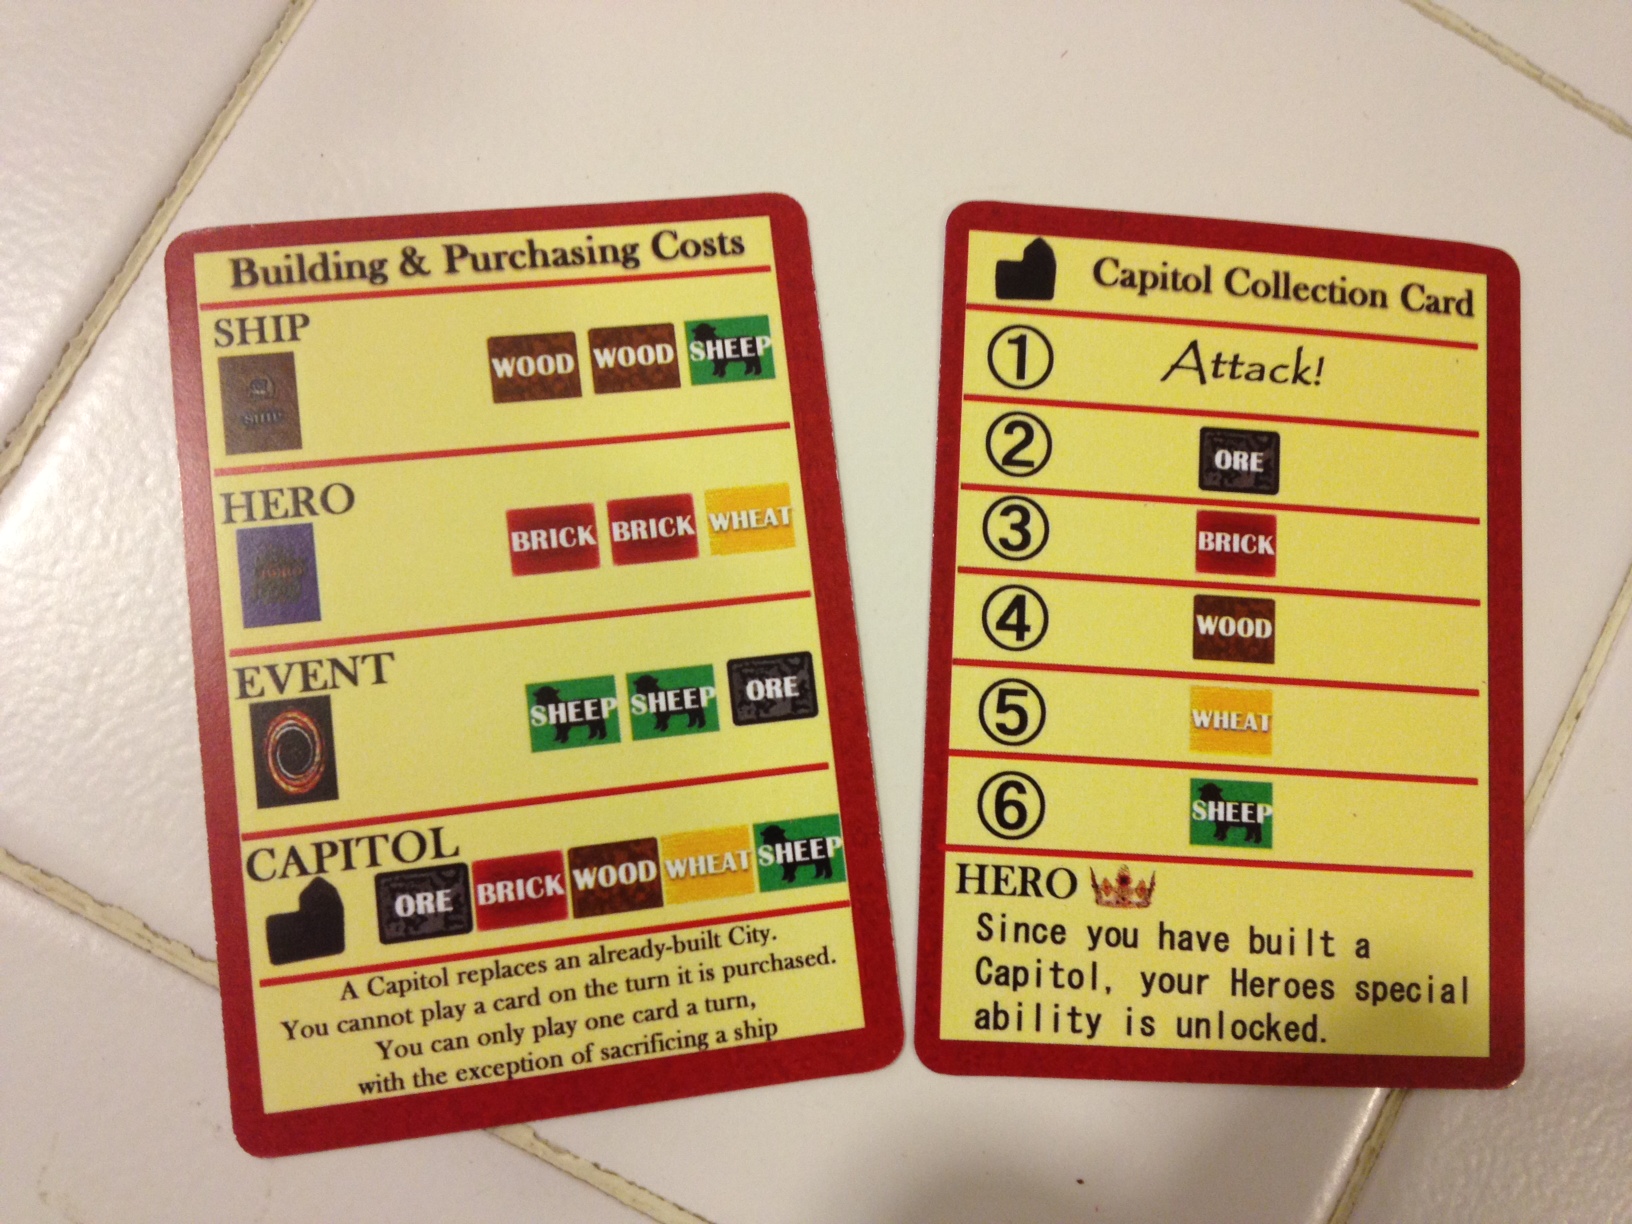 Building & Purchasing Costs
SHIP
SHIP
WOOD WOOD SHEEP
HERO
BRICK BRICK WHEAT
EVENT
SHEEP SHEEP ORE
CAPITOL
ORE BRICK WOOD WHEAT SHEEP
A Capitol replaces an already-built City.
You cannot play a card on the turn it is purchased.
You can only play one card a turn,
with the exception of sacrificing a ship
Capitol Collection Card
1 Attack!
2 ORE
3 BRICK
4 WOOD
5 WHEAT
6 SHEEP
HERO
Since you have built a
Capitol, your Heroes special
ability is unlocked.